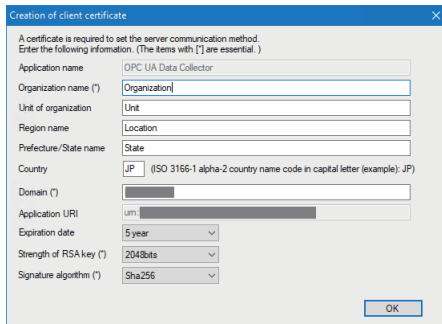 Creation of client certificate
A certificate is required to set the server communication method.
Enter the following information. (The items with [*] are essential. )
Application name OPC UA Data Collector
Organization name (*) Organization
Unit of organization Unit
Region name Location
Prefecture/State name State
Country JP (ISO 3166-1 alpha-2 country name code in capital letter (example): JP)
Domain (*)
Application URI urn:
Expiration date 5 year
Strength of RSA key (*) 2048bits
Signature algorithm (*) Sha256
OK